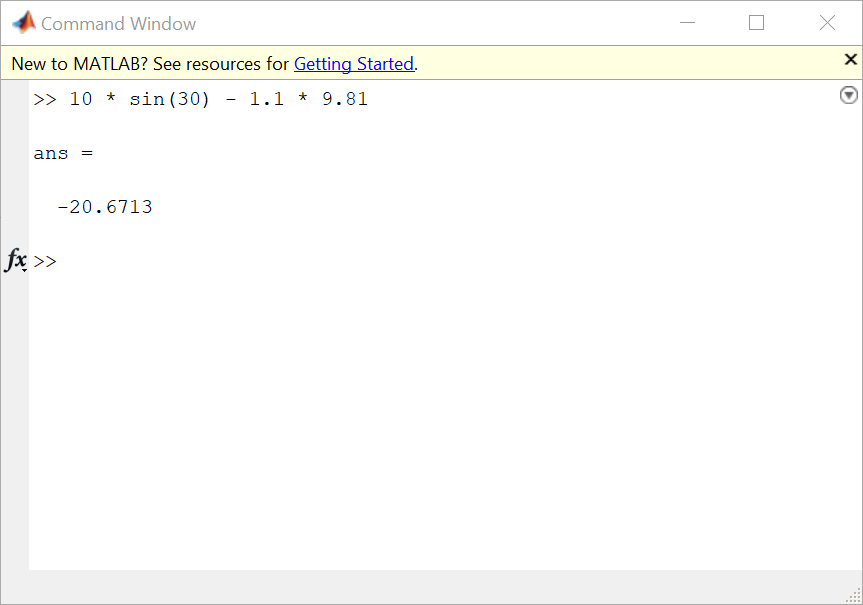 Command Window
New to MATLAB? See resources for Getting Started.
>> 10 * sin(30) - 1.1 * 9.81
ans =
-20.6713
fx >>